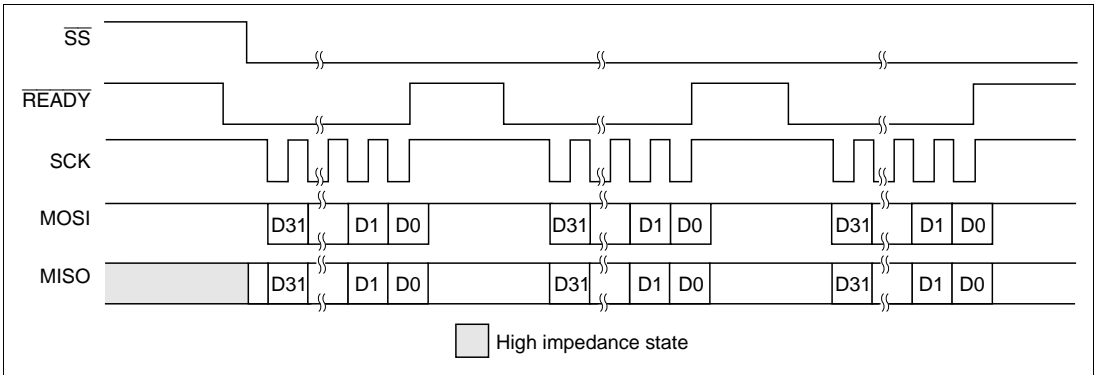 SS
READY
SCK
MOSI D31 D1 D0 D31 D1 D0 D31 D1 D0
MISO D31 D1 D0 D31 D1 D0 D31 D1 D0
High impedance state